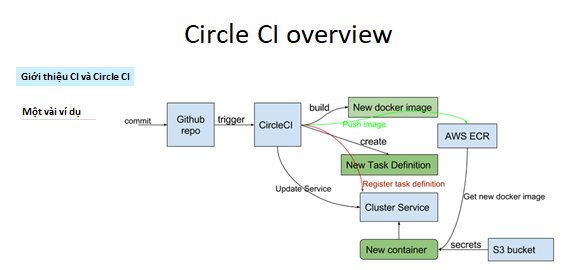 Circle CI overview
Giới thiệu CI và Circle CI
Một vài ví dụ
commit
Github
repo
trigger
CircleCI
build
New docker image
Push image
AWS ECR
create
New Task Definition
Register task definition
Update Service
Cluster Service
Get new docker image
New container
secrets
S3 bucket